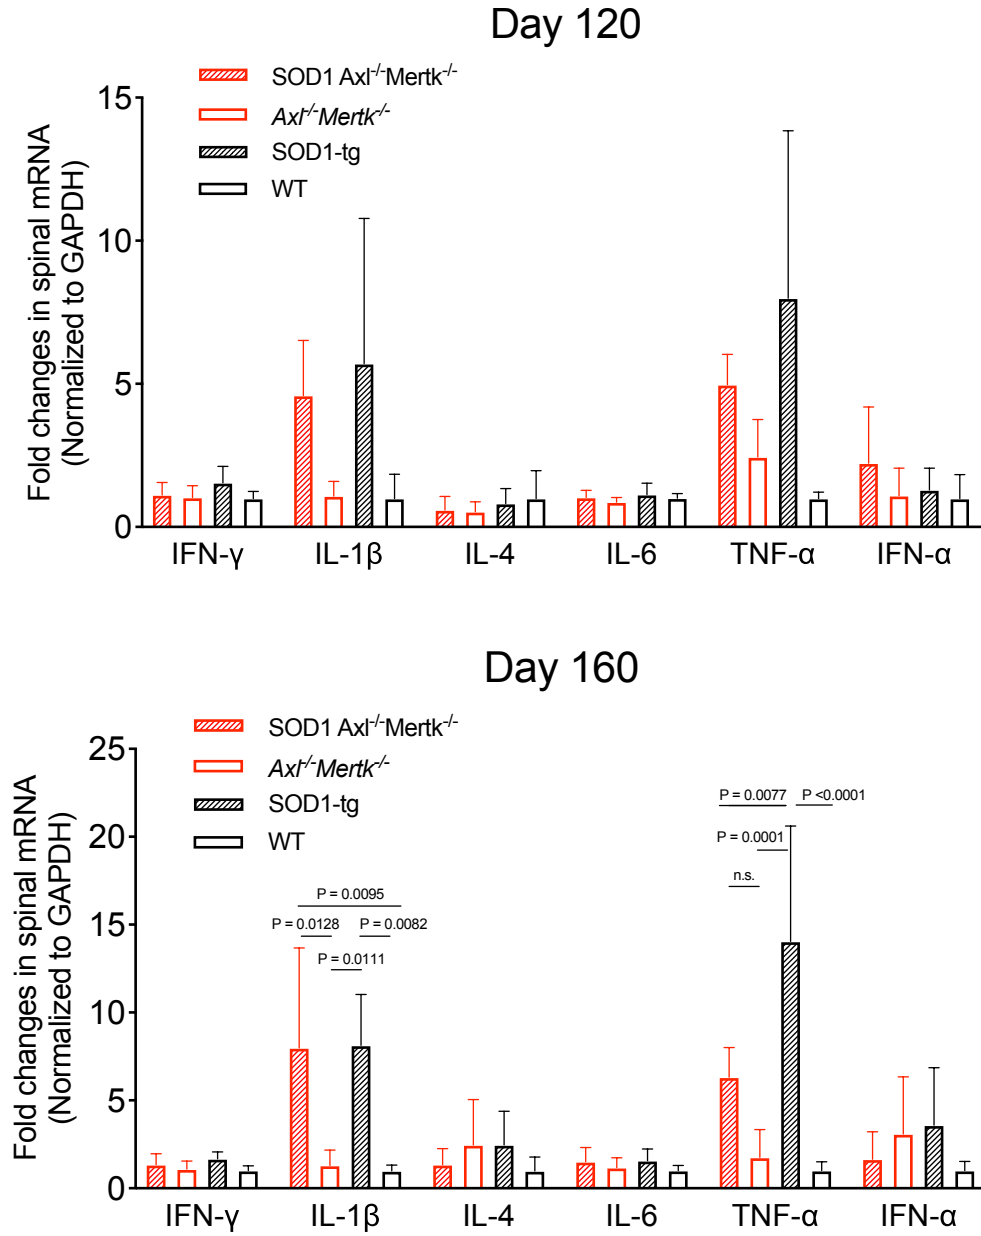 Day 120
SOD1 Axl-/-Mertk-/-
Axl-/-Mertk-/-
SOD1-tg
WT
Fold changes in spinal mRNA
(Normalized to GAPDH)
15
10
5
0
IFN-γ IL-1β IL-4 IL-6 TNF-α IFN-α
Day 160
SOD1 Axl-/-Mertk-/-
Axl-/-Mertk-/-
SOD1-tg
WT
Fold changes in spinal mRNA
(Normalized to GAPDH)
25
20
15
10
5
0
P = 0.0095
P = 0.0128 P = 0.0082
P = 0.0111
P = 0.0077 P <0.0001
P = 0.0001
n.s.
IFN-γ IL-1β IL-4 IL-6 TNF-α IFN-α